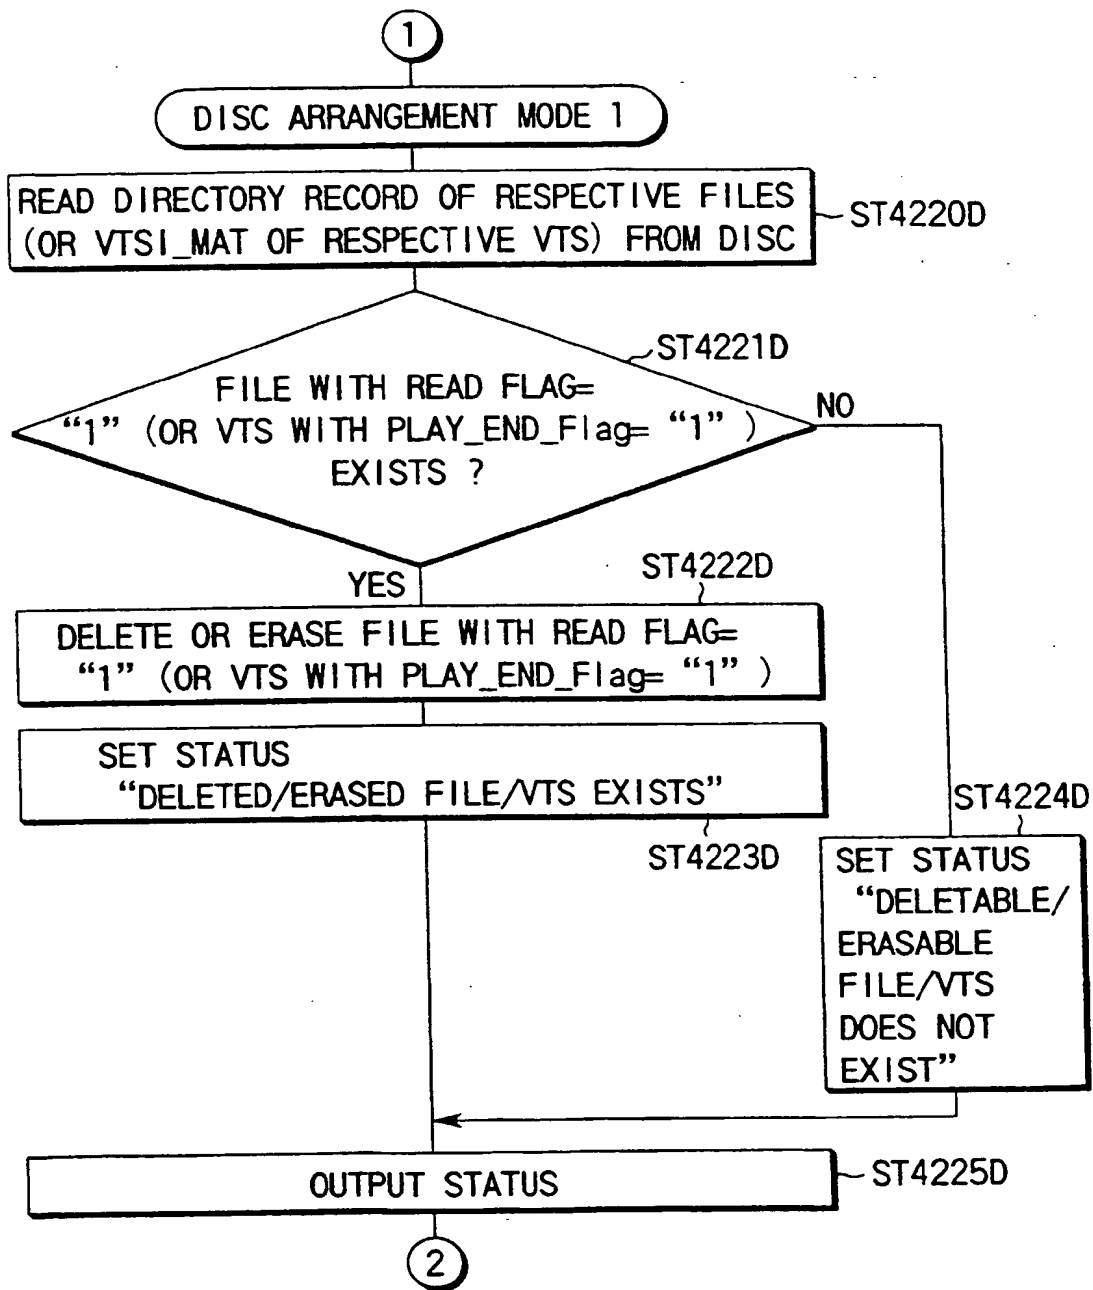 1
DISC ARRANGEMENT MODE 1
READ DIRECTORY RECORD OF RESPECTIVE FILES
(OR VTSI_MAT OF RESPECTIVE VTS) FROM DISC
ST4220D
ST4221D
FILE WITH READ FLAG=
“1” (OR VTS WITH PLAY_END_Flag= “1” )
EXISTS ?
NO
YES
ST4222D
DELETE OR ERASE FILE WITH READ FLAG=
“1” (OR VTS WITH PLAY_END_Flag= “1” )
SET STATUS
“DELETED/ERASED FILE/VTS EXISTS”
ST4223D
ST4224D
SET STATUS
“DELETABLE/
ERASABLE
FILE/VTS
DOES NOT
EXIST”
OUTPUT STATUS
ST4225D
2